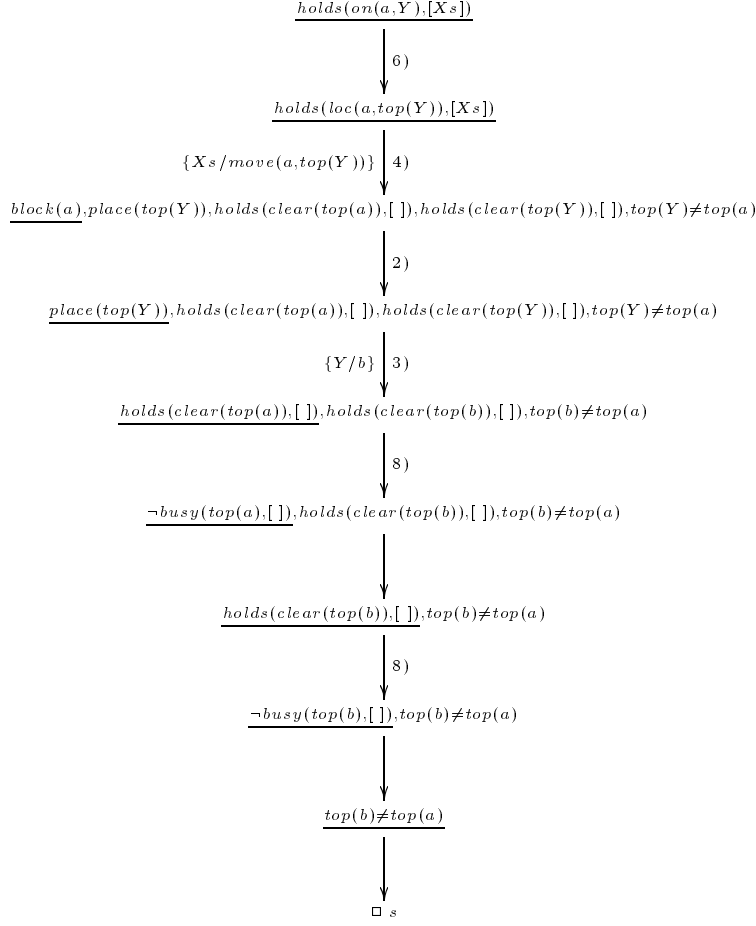 holds(on(a,Y),[Xs])
6)
holds(loc(a,top(Y)),[Xs])
{Xs/move(a,top(Y))} 4)
block(a),place(top(Y)),holds(clear(top(a)),[ ]),holds(clear(top(Y)),[ ]),top(Y)≠top(a)
2)
place(top(Y)),holds(clear(top(a)),[ ]),holds(clear(top(Y)),[ ]),top(Y)≠top(a)
{Y/b} 3)
holds(clear(top(a)),[ ]),holds(clear(top(b)),[ ]),top(b)≠top(a)
8)
¬busy(top(a),[ ]),holds(clear(top(b)),[ ]),top(b)≠top(a)
holds(clear(top(b)),[ ]),top(b)≠top(a)
8)
¬busy(top(b),[ ]),top(b)≠top(a)
top(b)≠top(a)
□ s